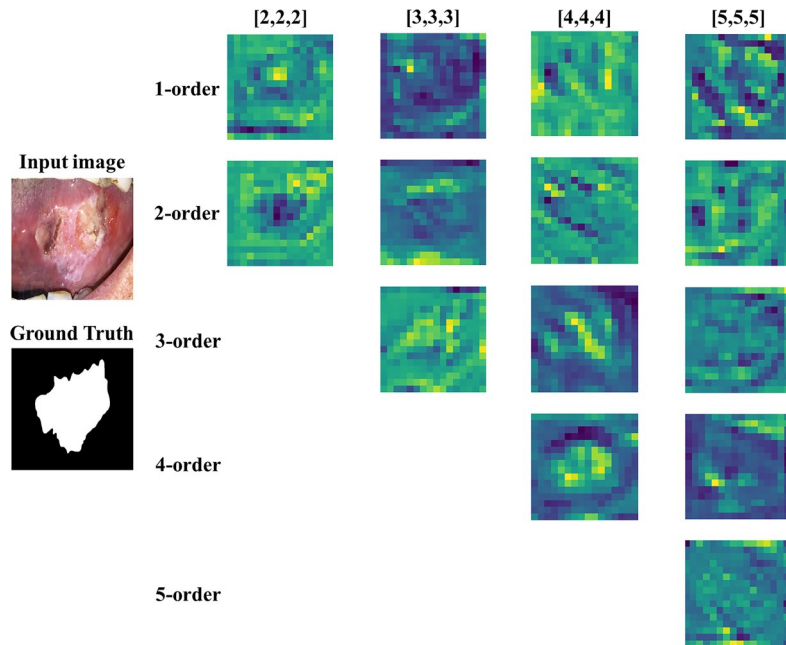 [2,2,2] [3,3,3] [4,4,4] [5,5,5]
1-order
Input image
2-order
Ground Truth
3-order
4-order
5-order